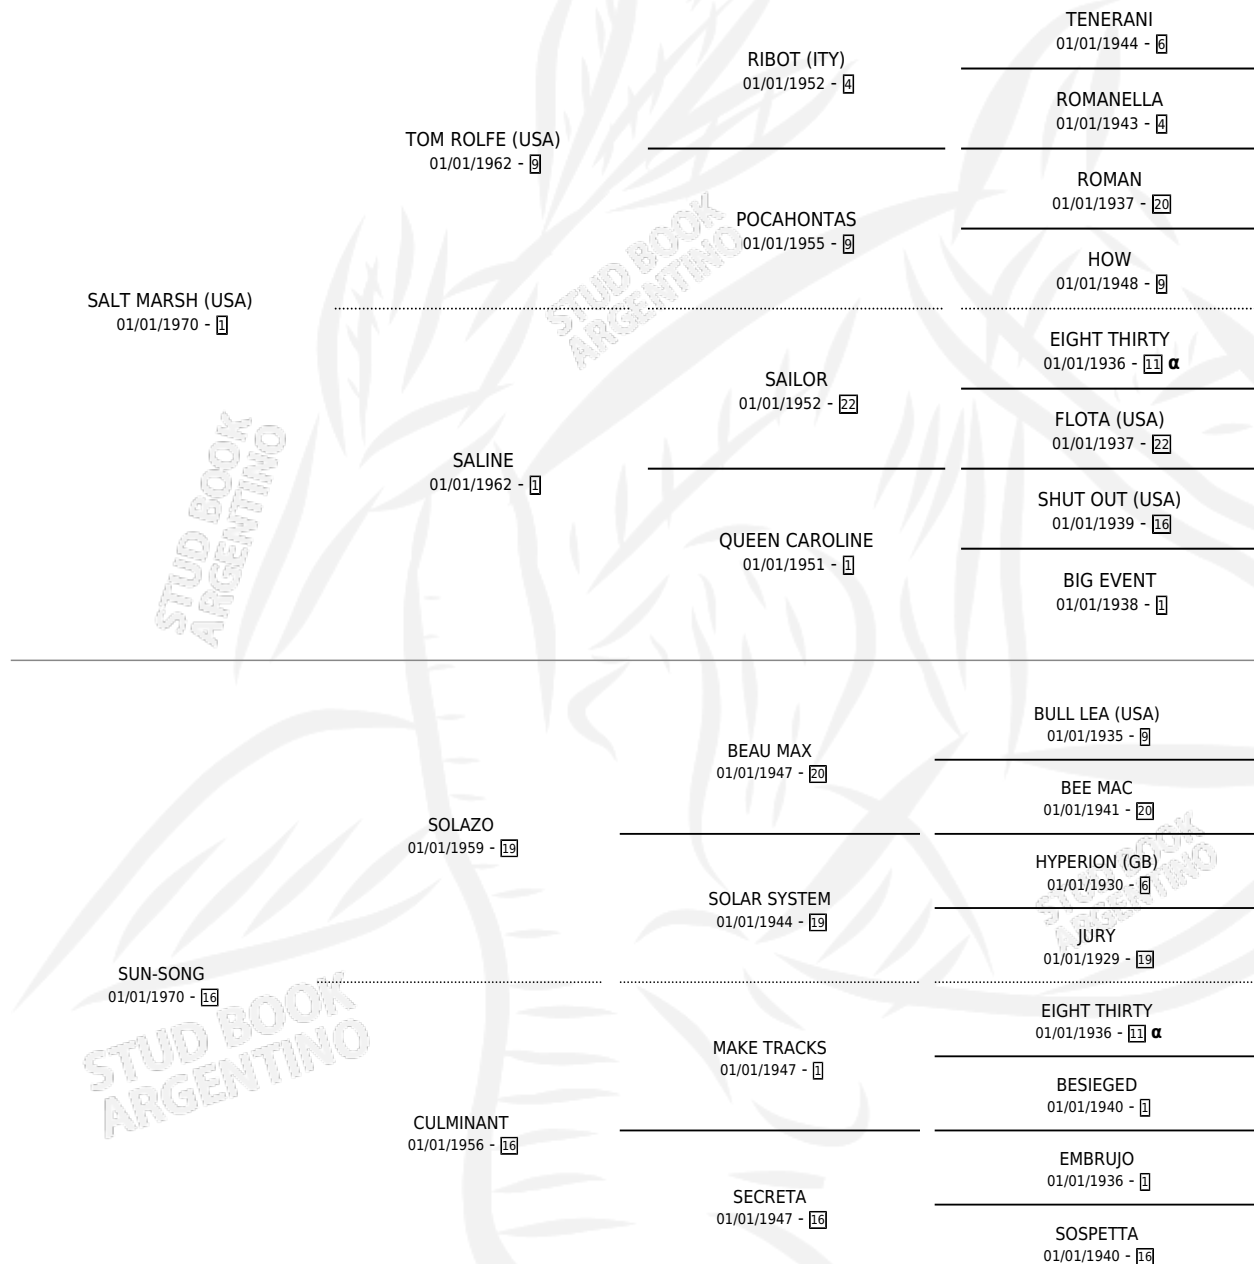 TENERANI
01/01/1944 - 6
RIBOT (ITY)
01/01/1952 - 4
ROMANELLA
01/01/1943 - 4
TOM ROLFE (USA)
01/01/1962 - 9
ROMAN
01/01/1937 - 20
POCAHONTAS
01/01/1955 - 9
HOW
01/01/1948 - 9
SALT MARSH (USA)
01/01/1970 - 1
STUD BOOK
ARGENTINO
EIGHT THIRTY
01/01/1936 - 11 α
SAILOR
01/01/1952 - 22
FLOTA (USA)
01/01/1937 - 22
SALINE
01/01/1962 - 1
STUD BOOK
ARGENTINO
SHUT OUT (USA)
01/01/1939 - 16
QUEEN CAROLINE
01/01/1951 - 1
BIG EVENT
01/01/1938 - 1
BULL LEA (USA)
01/01/1935 - 9
BEAU MAX
01/01/1947 - 20
BEE MAC
01/01/1941 - 20
SOLAZO
01/01/1959 - 19
HYPERION (GB)
01/01/1930 - 6
STUD BOOK
ARGENTINO
SOLAR SYSTEM
01/01/1944 - 19
JURY
01/01/1929 - 19
SUN-SONG
01/01/1970 - 16
STUD BOOK
ARGENTINO
EIGHT THIRTY
01/01/1936 - 11 α
MAKE TRACKS
01/01/1947 - 1
BESIEGED
01/01/1940 - 1
CULMINANT
01/01/1956 - 16
EMBRUJO
01/01/1936 - 1
SECRETA
01/01/1947 - 16
SOSPETTA
01/01/1940 - 16